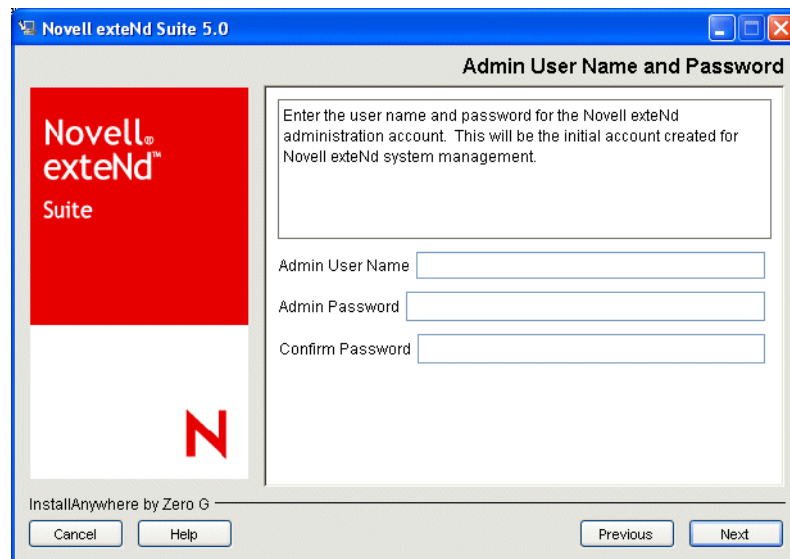 Novell exteNd Suite 5.0
Admin User Name and Password
Novell®
exteNd™
Suite
N
Enter the user name and password for the Novell exteNd
administration account. This will be the initial account created for
Novell exteNd system management.
Admin User Name
Admin Password
Confirm Password
InstallAnywhere by Zero G
Cancel
Help
Previous
Next